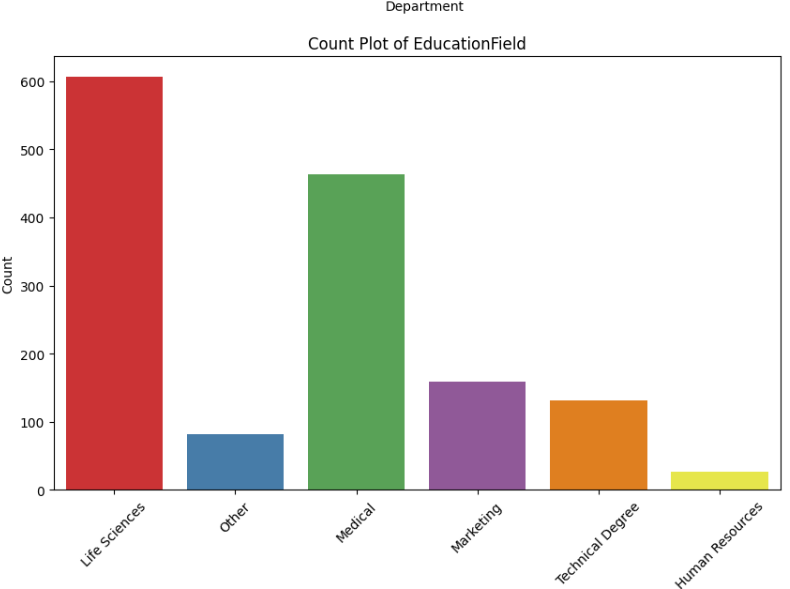 Department
Count Plot of EducationField
Count
600
500
400
300
200
100
0
Life Sciences
Other
Medical
Marketing
Technical Degree
Human Resources